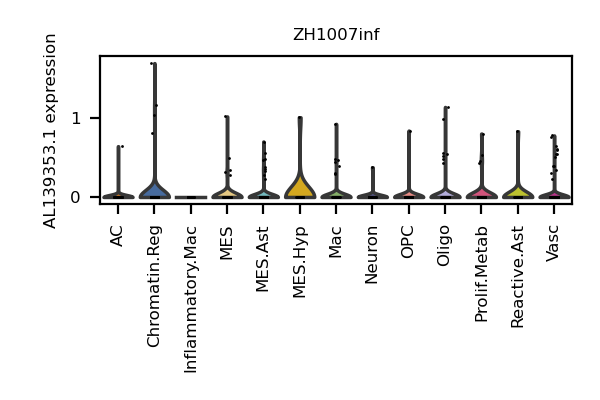 ZH1007inf
AL139353.1 expression
1
0
AC
Chromatin.Reg
Inflammatory.Mac
MES
MES.Ast
MES.Hyp
Mac
Neuron
OPC
Oligo
Prolif.Metab
Reactive.Ast
Vasc